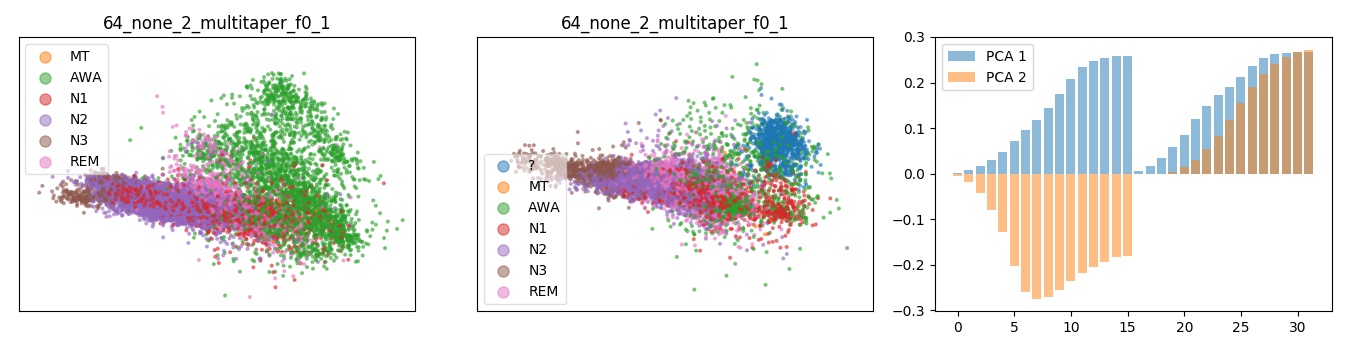 64_none_2_multitaper_f0_1
MT
AWA
N1
N2
N3
REM
64_none_2_multitaper_f0_1
?
MT
AWA
N1
N2
N3
REM
PCA 1
PCA 2
0.3
0.2
0.1
0.0
−0.1
−0.2
−0.3
0 5 10 15 20 25 30